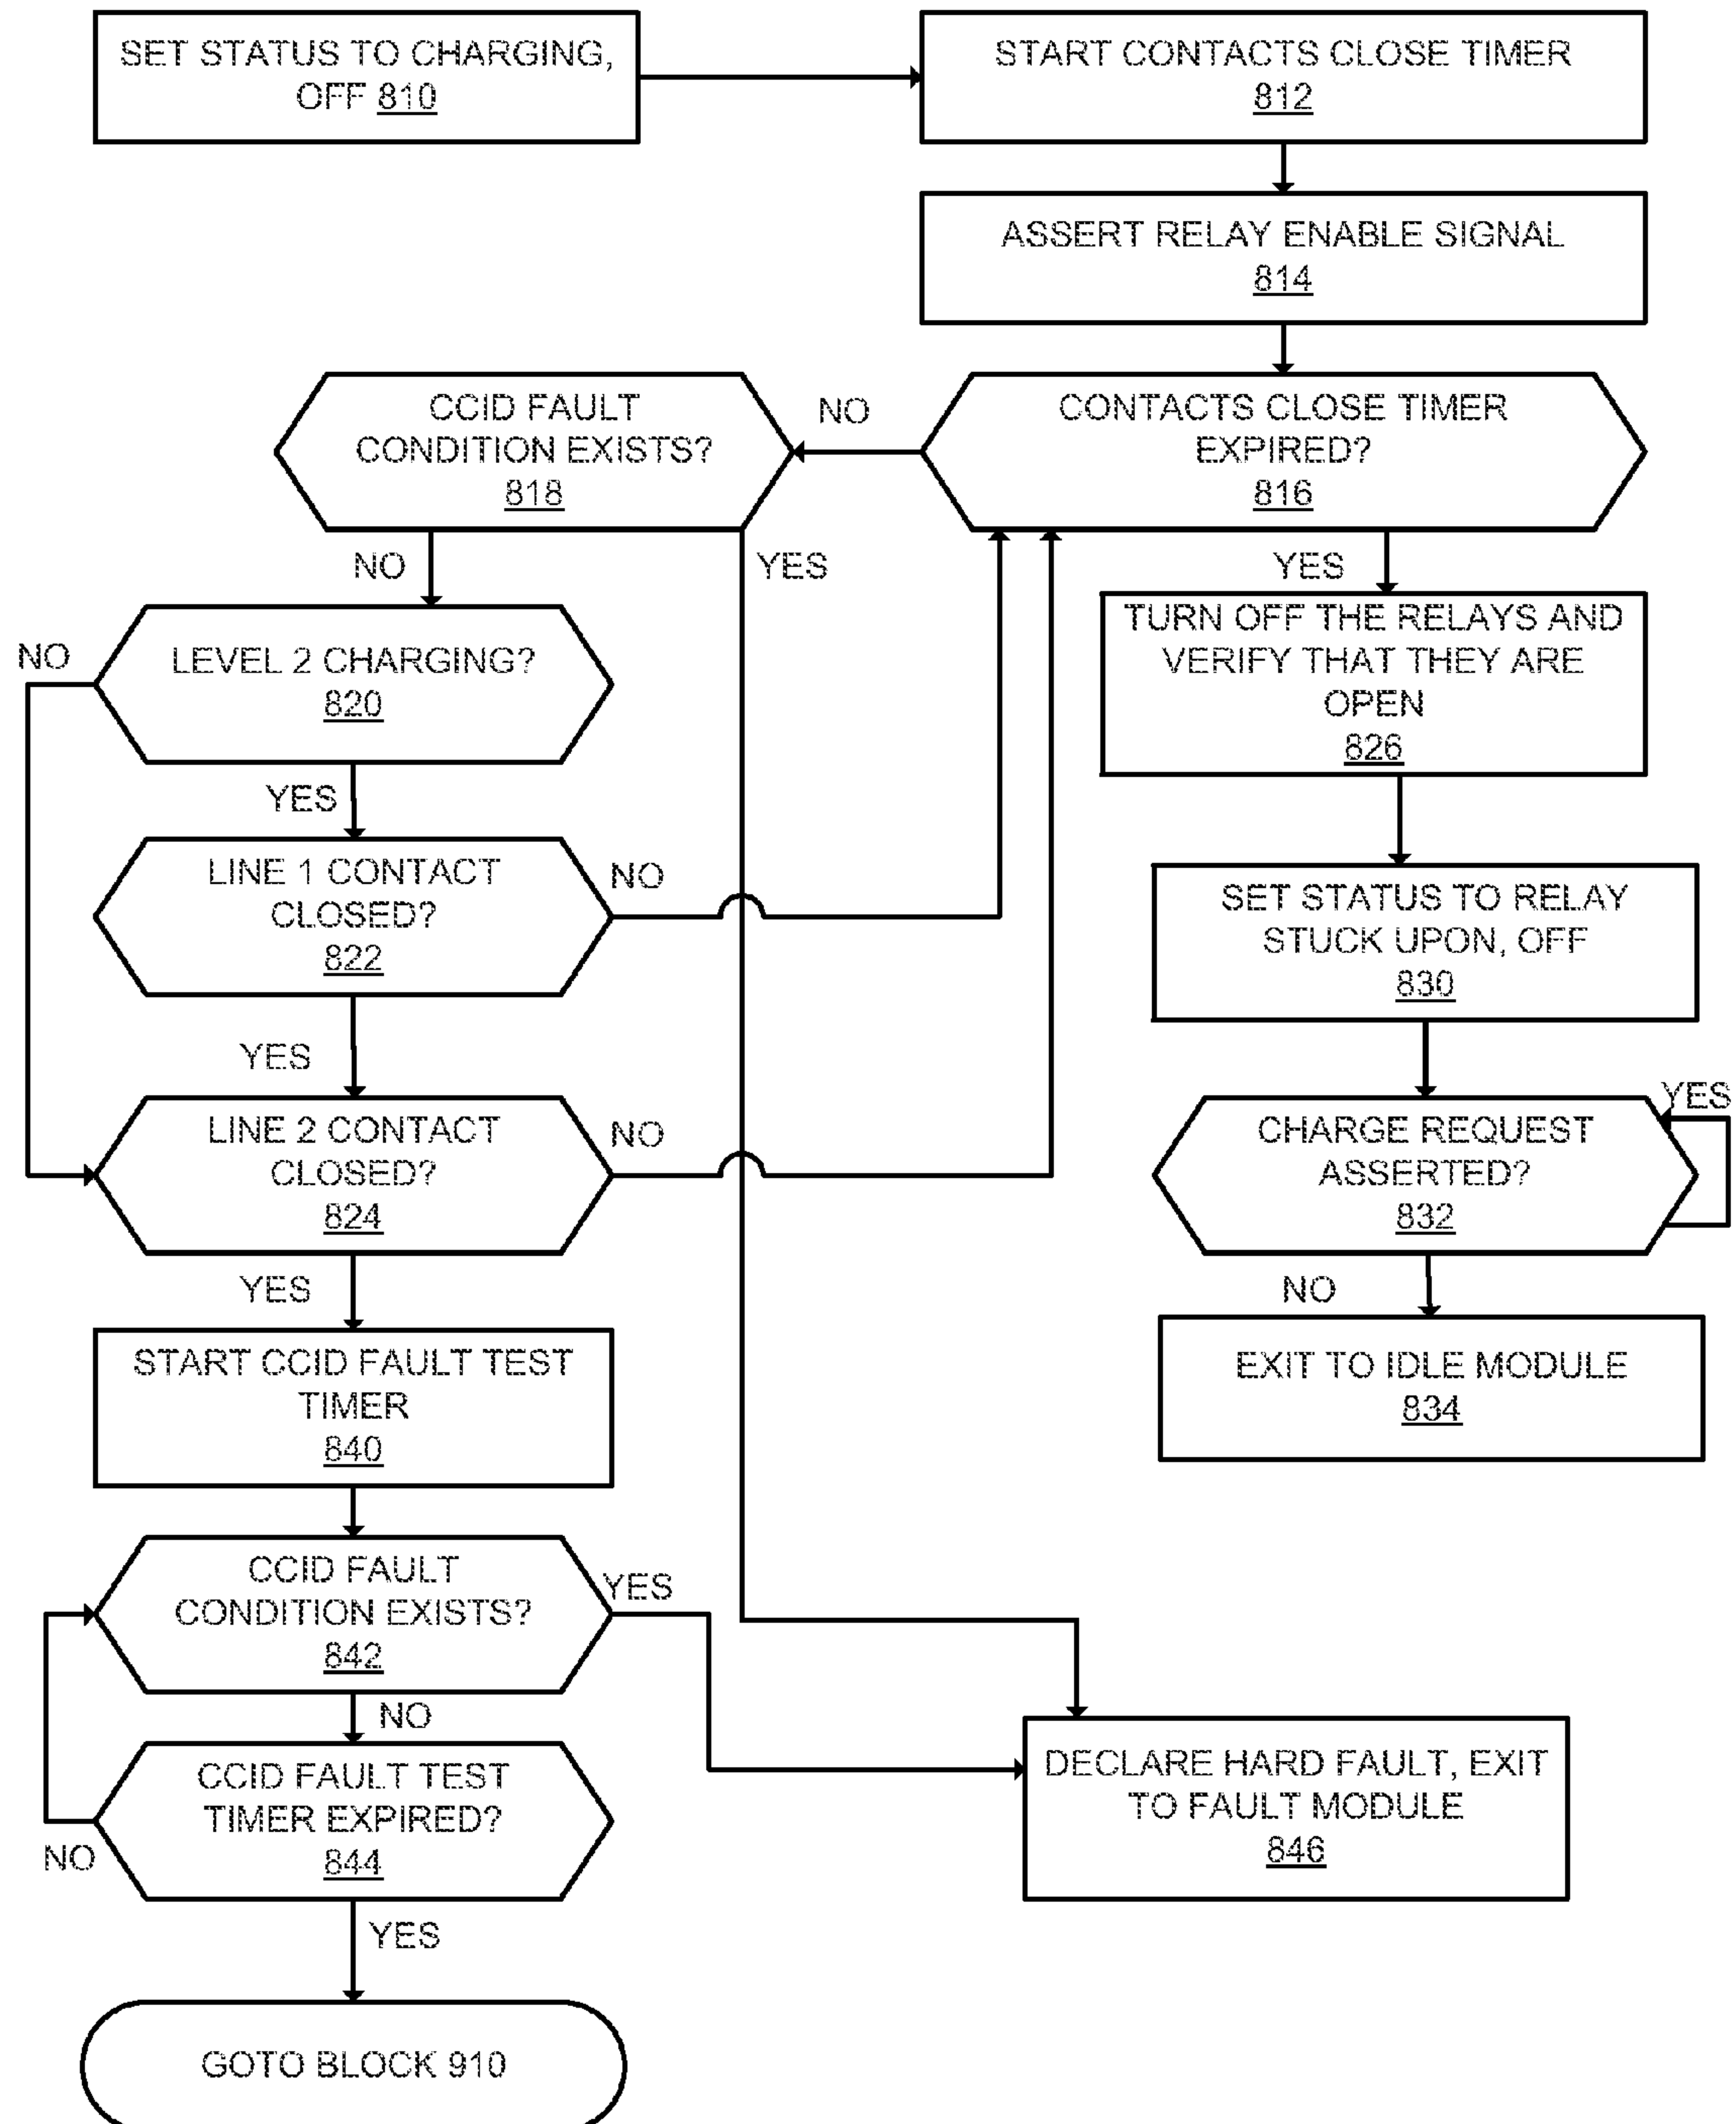 SET STATUS TO CHARGING,
OFF 810
START CONTACTS CLOSE TIMER
812
ASSERT RELAY ENABLE SIGNAL
814
CONTACTS CLOSE TIMER
EXPIRED?
816
NO
CCID FAULT
CONDITION EXISTS?
818
NO
YES
YES
TURN OFF THE RELAYS AND
VERIFY THAT THEY ARE
OPEN
826
NO
LEVEL 2 CHARGING?
820
YES
LINE 1 CONTACT
CLOSED?
822
NO
SET STATUS TO RELAY
STUCK UPON, OFF
830
YES
LINE 2 CONTACT
CLOSED?
824
NO
CHARGE REQUEST
ASSERTED?
832
YES
YES
NO
START CCID FAULT TEST
TIMER
840
EXIT TO IDLE MODULE
834
CCID FAULT
CONDITION EXISTS?
842
YES
NO
CCID FAULT TEST
TIMER EXPIRED?
844
NO
DECLARE HARD FAULT, EXIT
TO FAULT MODULE
846
YES
GOTO BLOCK 910